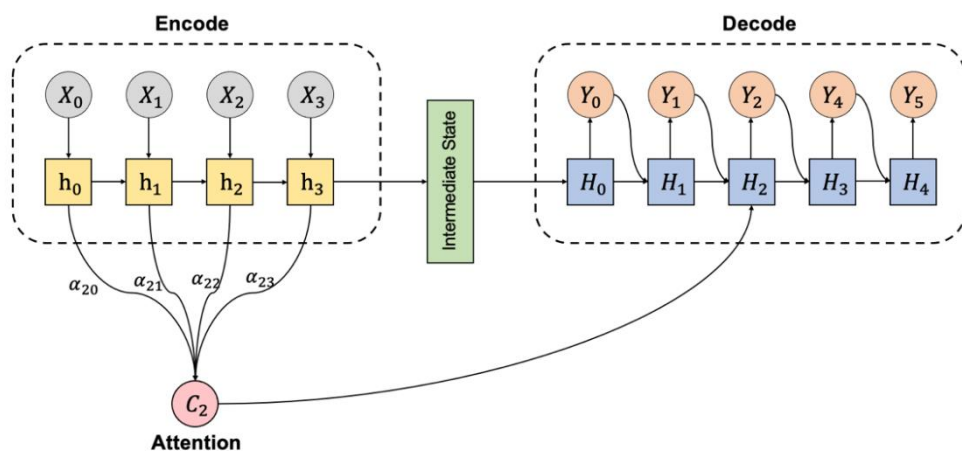 Encode
Decode
X₀ X₁ X₂ X₃
Y₀ Y₁ Y₂ Y₄ Y₅
h₀ h₁ h₂ h₃
Intermediate State
H₀ H₁ H₂ H₃ H₄
α₂₀ α₂₁ α₂₂ α₂₃
C₂
Attention